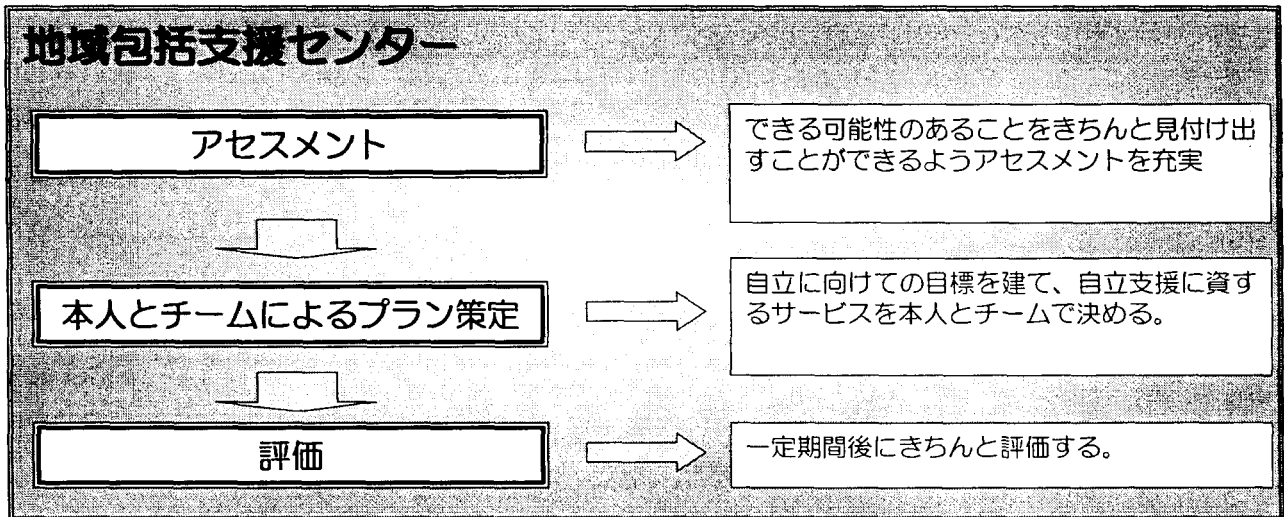 地域包括支援センター
アセスメント
できる可能性のあることをきちんと見付け出
すことができるようアセスメントを充実
本人とチームによるプラン策定
自立に向けての目標を建て、自立支援に資す
るサービスを本人とチームで決める。
評価
一定期間後にきちんと評価する。